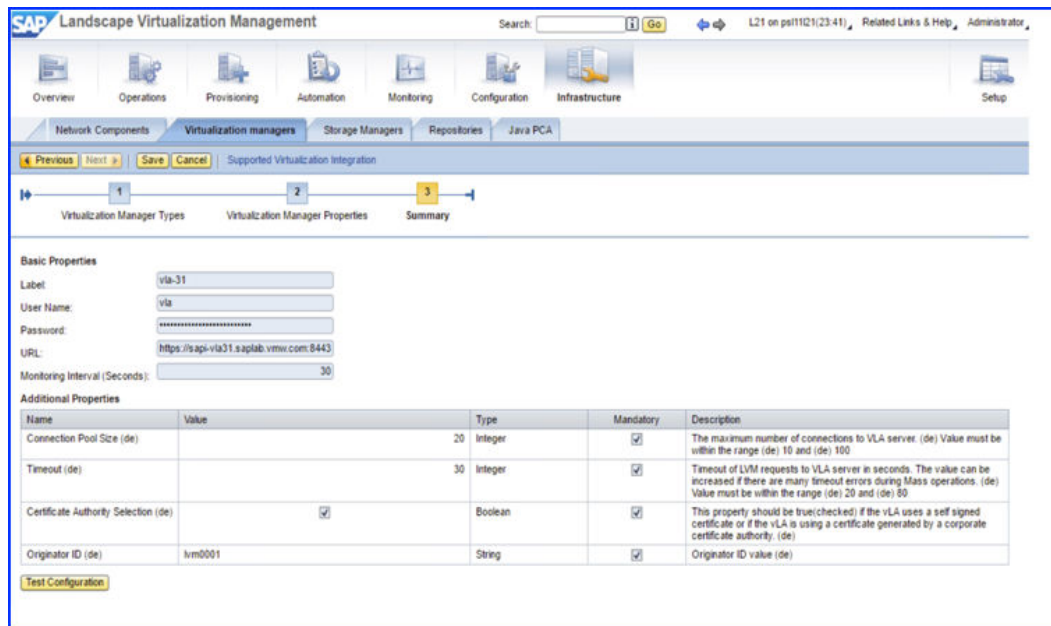 SAP Landscape Virtualization Management
Search: Go L21 on psl11l21(23:41) Related Links & Help Administrator
Overview Operations Provisioning Automation Monitoring Configuration Infrastructure Setup
Network Components Virtualization managers Storage Managers Repositories Java PCA
Previous Next Save Cancel Supported Virtualization Integration
1 2 3
Virtualization Manager Types Virtualization Manager Properties Summary
Basic Properties
Label: vla-31
User Name: vla
Password: **************************
URL: https://sapi-vla31.saplab.vmw.com:8443
Monitoring Interval (Seconds): 30
Additional Properties
Name Value Type Mandatory Description
Connection Pool Size (de) 20 Integer The maximum number of connections to VLA server. (de) Value must be
within the range (de) 10 and (de) 100
Timeout (de) 30 Integer Timeout of LVM requests to VLA server in seconds. The value can be
increased if there are many timeout errors during Mass operations. (de)
Value must be within the range (de) 20 and (de) 80
Certificate Authority Selection (de) Boolean This property should be true(checked) if the vLA uses a self signed
certificate or if the vLA is using a certificate generated by a corporate
certificate authority. (de)
Originator ID (de) lvm0001 String Originator ID value (de)
Test Configuration